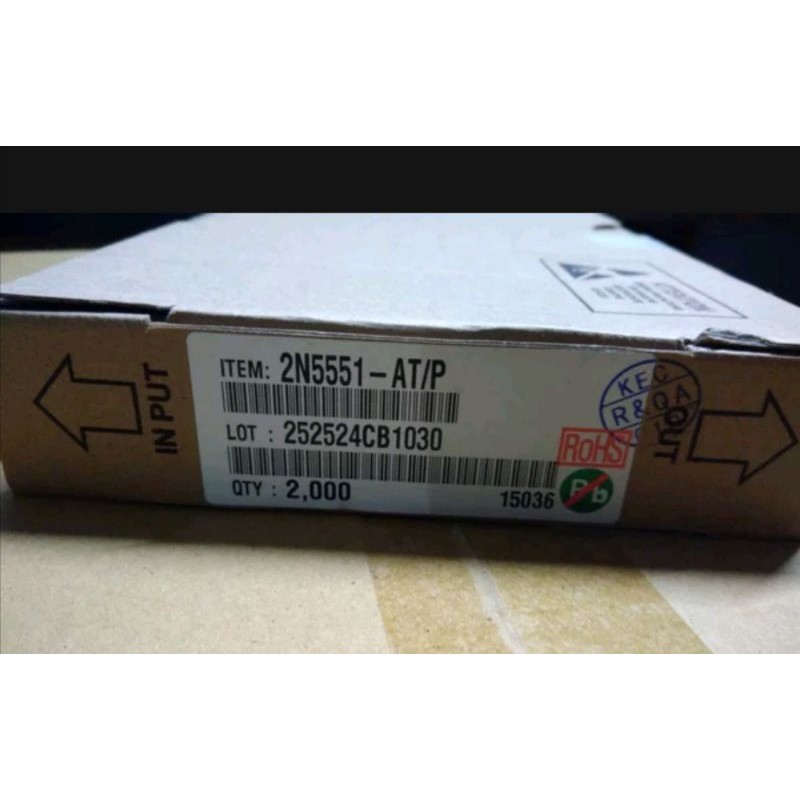 ITEM: 2N5551-AT/P
LOT : 252524CB1030
QTY : 2,000
15036
RoHS
Pb
KEC
R&QA
IN PUT
OUT